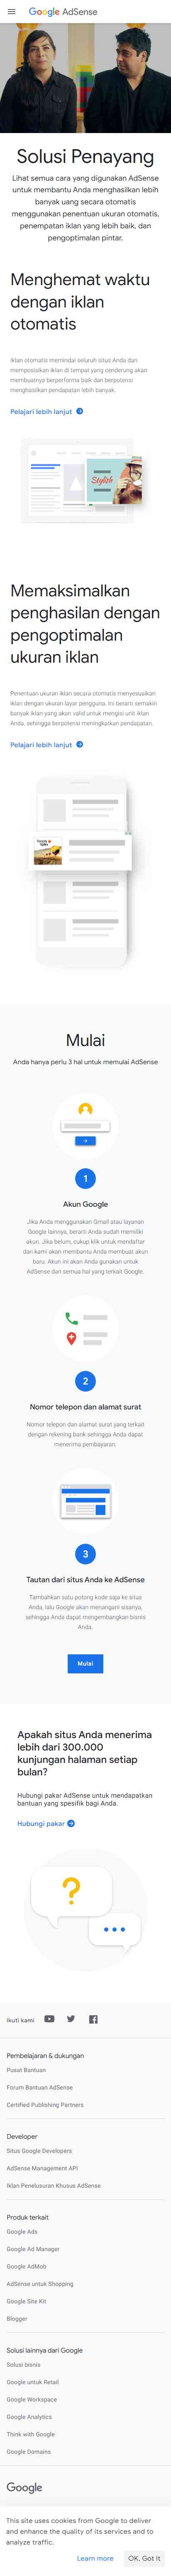 Google AdSense
Solusi Penayang
Lihat semua cara yang digunakan AdSense
untuk membantu Anda menghasilkan lebih
banyak uang secara otomatis
menggunakan penentuan ukuran otomatis,
penempatan iklan yang lebih baik, dan
pengoptimalan pintar.
Menghemat waktu
dengan iklan
otomatis
Iklan otomatis memindai seluruh situs Anda dan
memposisikan iklan di tempat yang cenderung akan
membuatnya berperforma baik dan berpotensi
menghasilkan pendapatan lebih banyak.
Pelajari lebih lanjut
Stylish
Memaksimalkan
penghasilan dengan
pengoptimalan
ukuran iklan
Penentuan ukuran iklan secara otomatis menyesuaikan
iklan dengan ukuran layar pengguna. Ini berarti semakin
banyak iklan yang akan valid untuk mengisi unit iklan
Anda, sehingga berpotensi meningkatkan pendapatan.
Pelajari lebih lanjut
Mulai
Anda hanya perlu 3 hal untuk memulai AdSense
1
Akun Google
Jika Anda menggunakan Gmail atau layanan
Google lainnya, berarti Anda sudah memiliki
akun. Jika belum, cukup klik untuk mendaftar
dan kami akan membantu Anda membuat akun
baru. Akun ini akan Anda gunakan untuk
AdSense dan semua hal yang terkait Google.
2
Nomor telepon dan alamat surat
Nomor telepon dan alamat surat yang terkait
dengan rekening bank sehingga Anda dapat
menerima pembayaran.
3
Tautan dari situs Anda ke AdSense
Tambahkan satu potong kode saja ke situs
Anda, lalu Google akan menangani sisanya,
sehingga Anda dapat mengembangkan bisnis
Anda.
Mulai
Apakah situs Anda menerima
lebih dari 300.000
kunjungan halaman setiap
bulan?
Hubungi pakar AdSense untuk mendapatkan
bantuan yang spesifik bagi Anda.
Hubungi pakar
?
Ikuti kami
Pembelajaran & dukungan
Pusat Bantuan
Forum Bantuan AdSense
Certified Publishing Partners
Developer
Situs Google Developers
AdSense Management API
Iklan Penelusuran Khusus AdSense
Produk terkait
Google Ads
Google Ad Manager
Google AdMob
AdSense untuk Shopping
Google Site Kit
Blogger
Solusi lainnya dari Google
Solusi bisnis
Google untuk Retail
Google Workspace
Google Analytics
Think with Google
Google Domains
Google
This site uses cookies from Google to deliver
and enhance the quality of its services and to
analyze traffic.
Learn more OK, Got It